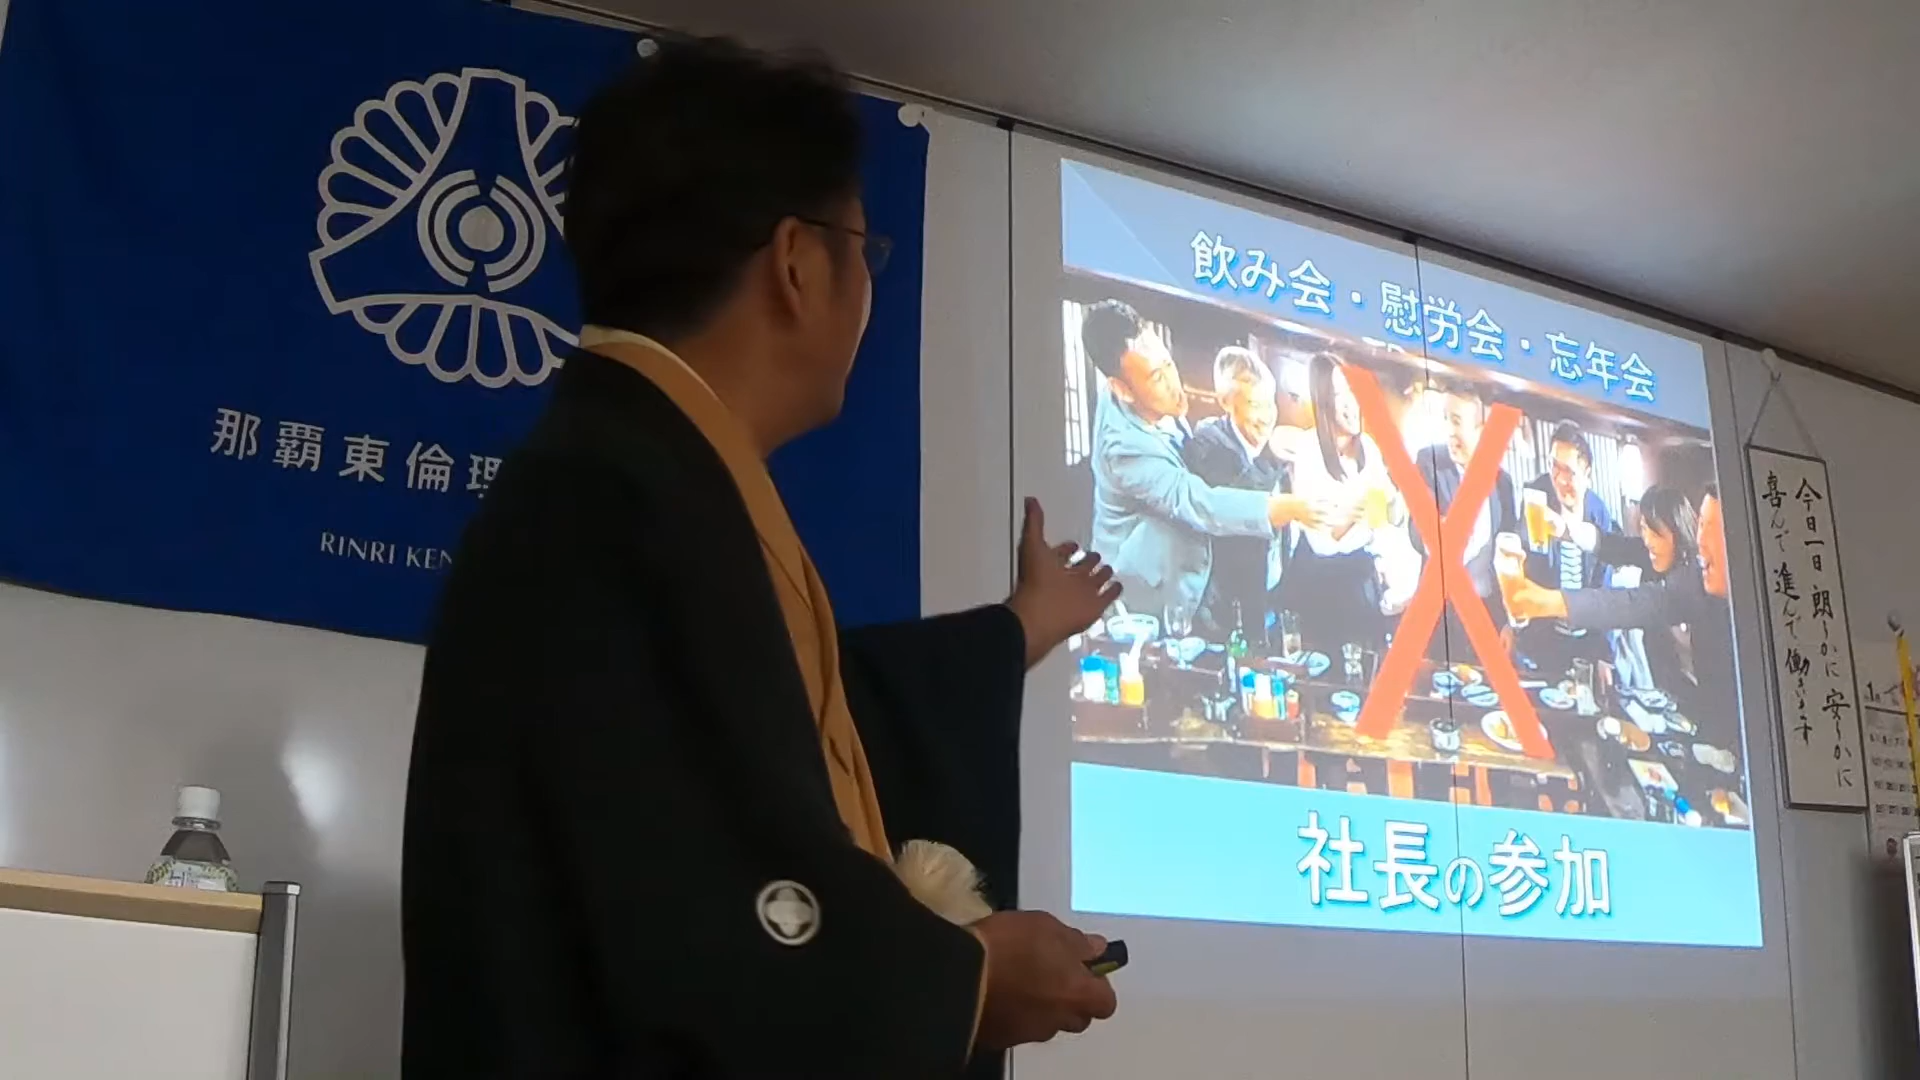 那覇東倫理
RINRI KEN
飲み会・慰労会・忘年会
社長の参加
今日一日 朗らかに 安らかに
喜んで 進んで 働きます